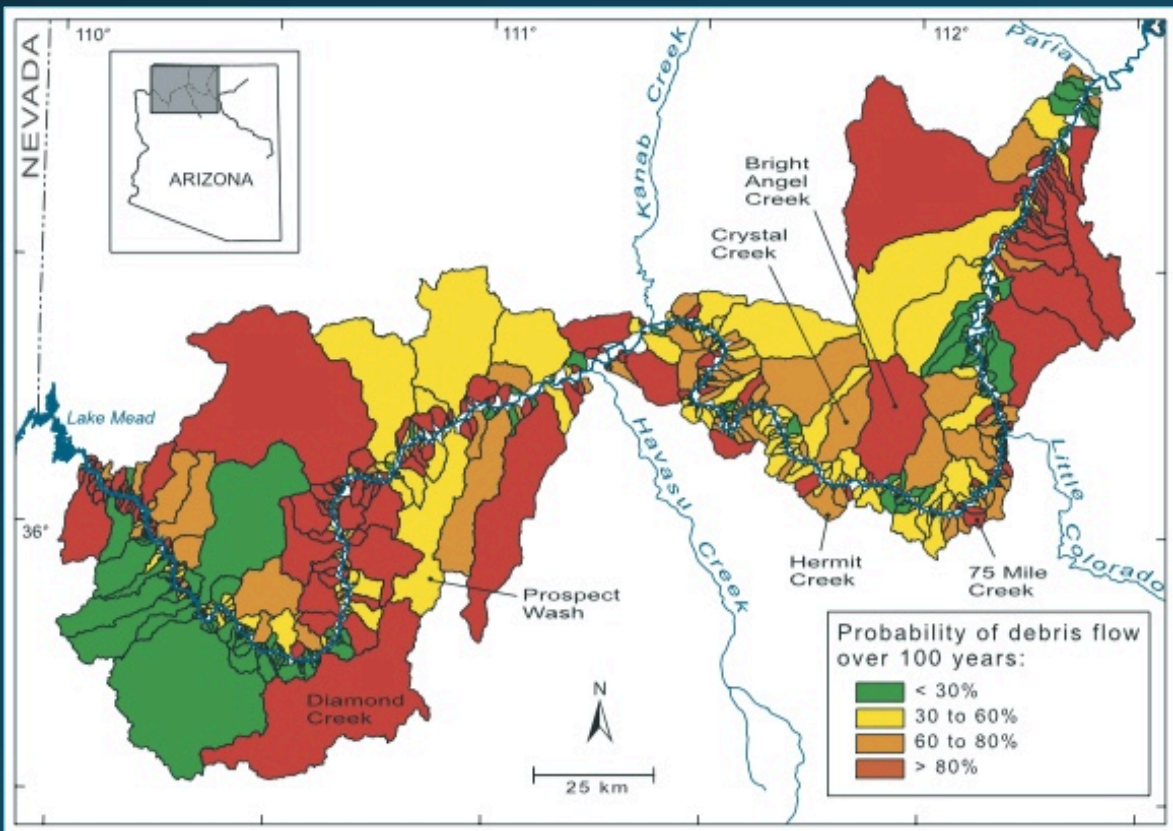 110°
111°
112°
NEVADA
ARIZONA
Paria
Kanab Creek
Bright
Angel
Creek
Crystal
Creek
Lake Mead
36°
Havasu Creek
Little
Colorado
Hermit
Creek
75 Mile
Creek
Prospect
Wash
Diamond
Creek
N
25 km
Probability of debris flow
over 100 years:
< 30%
30 to 60%
60 to 80%
> 80%